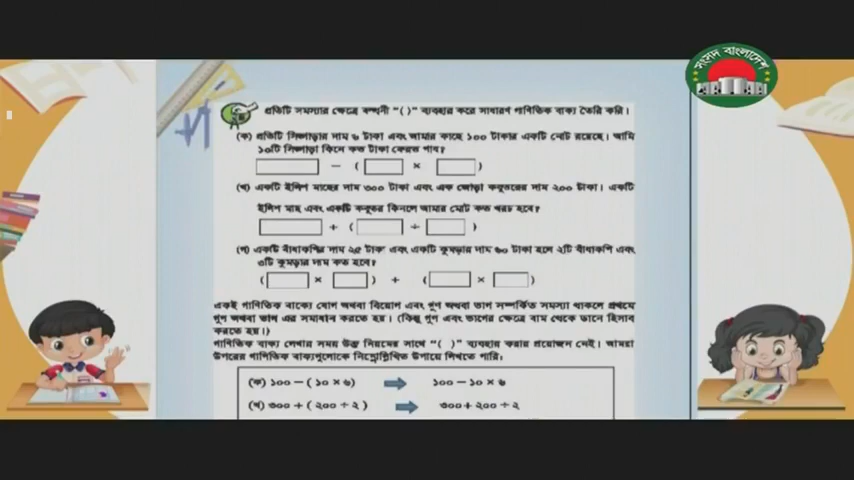 সংসদ বাংলাদেশ
প্রতিটি সমস্যার ক্ষেত্রে বন্ধনী “( )” ব্যবহার করে সাধারণ গাণিতিক বাক্য তৈরি করি।
(ক) প্রতিটি সিঙ্গাড়ার দাম ৬ টাকা এবং আমার কাছে ১০০ টাকার একটি নোট রয়েছে। আমি
১০টি সিঙ্গাড়া কিনে কত টাকা ফেরত পাব?
− ( × )
(খ) একটি ইলিশ মাছের দাম ৩০০ টাকা এবং এক জোড়া কবুতরের দাম ২০০ টাকা। একটি
ইলিশ মাছ এবং একটি কবুতর কিনলে আমার মোট কত খরচ হবে?
+ ( ÷ )
(গ) একটি বাঁধাকপির দাম ২৫ টাকা এবং একটি কুমড়ার দাম ৬০ টাকা হলে ২টি বাঁধাকপি এবং
৩টি কুমড়ার দাম কত হবে?
( × ) + ( × )
একই গাণিতিক বাক্যে যোগ অথবা বিয়োগ এবং গুণ অথবা ভাগ সম্পর্কিত সমস্যা থাকলে প্রথমে
গুণ অথবা ভাগ এর সমাধান করতে হয়। (কিন্তু গুণ এবং ভাগের ক্ষেত্রে বাম থেকে ডানে হিসাব
করতে হয়।)
গাণিতিক বাক্য লেখার সময় উক্ত নিয়মের সাথে “( )” ব্যবহার করার প্রয়োজন নেই। আমরা
উপরের গাণিতিক বাক্যগুলোকে নিম্নোল্লিখিত উপায়ে লিখতে পারি।
(ক) ১০০ − ( ১০ × ৬) ১০০ − ১০ × ৬
(খ) ৩০০ + ( ২০০ ÷ ২ ) ৩০০ + ২০০ ÷ ২